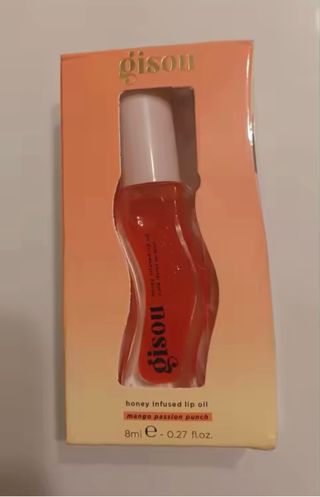 gisou
gisou
honey infused lip oil
mango passion punch
8ml e - 0.27 fl.oz.